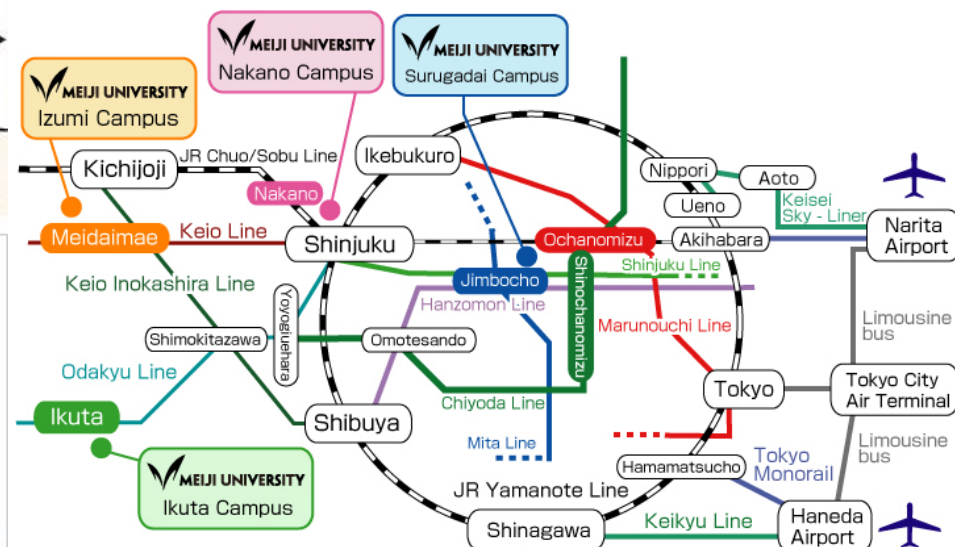 MEIJI UNIVERSITY
Nakano Campus
MEIJI UNIVERSITY
Surugadai Campus
MEIJI UNIVERSITY
Izumi Campus
Kichijoji
JR Chuo/Sobu Line
Ikebukuro
Nakano
Nippori
Aoto
Ueno
Keisei
Sky - Liner
Narita
Airport
Meidaimae
Keio Line
Shinjuku
Ochanomizu
Akihabara
Shinjuku Line
Jimbocho
Shinochanomizu
Keio Inokashira Line
Hanzomon Line
Yoyogiuehara
Marunouchi Line
Limousine
bus
Shimokitazawa
Omotesando
Odakyu Line
Tokyo
Tokyo City
Air Terminal
Chiyoda Line
Ikuta
Shibuya
Mita Line
Limousine
bus
Hamamatsucho
Tokyo
Monorail
MEIJI UNIVERSITY
Ikuta Campus
JR Yamanote Line
Shinagawa
Keikyu Line
Haneda
Airport